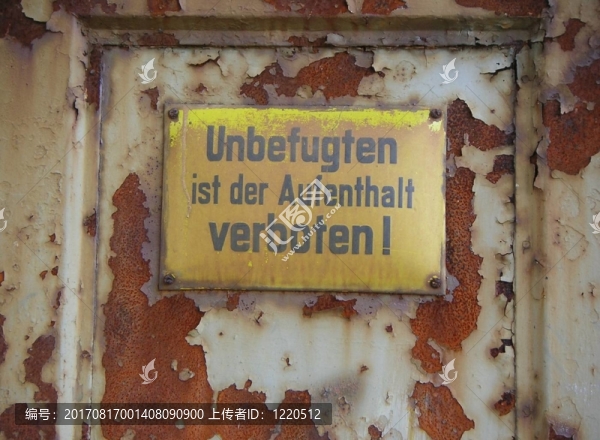 Unbefugten
ist der Aufenthalt
verboten!
编号: 20170817001408090900 上传者ID: 1220512